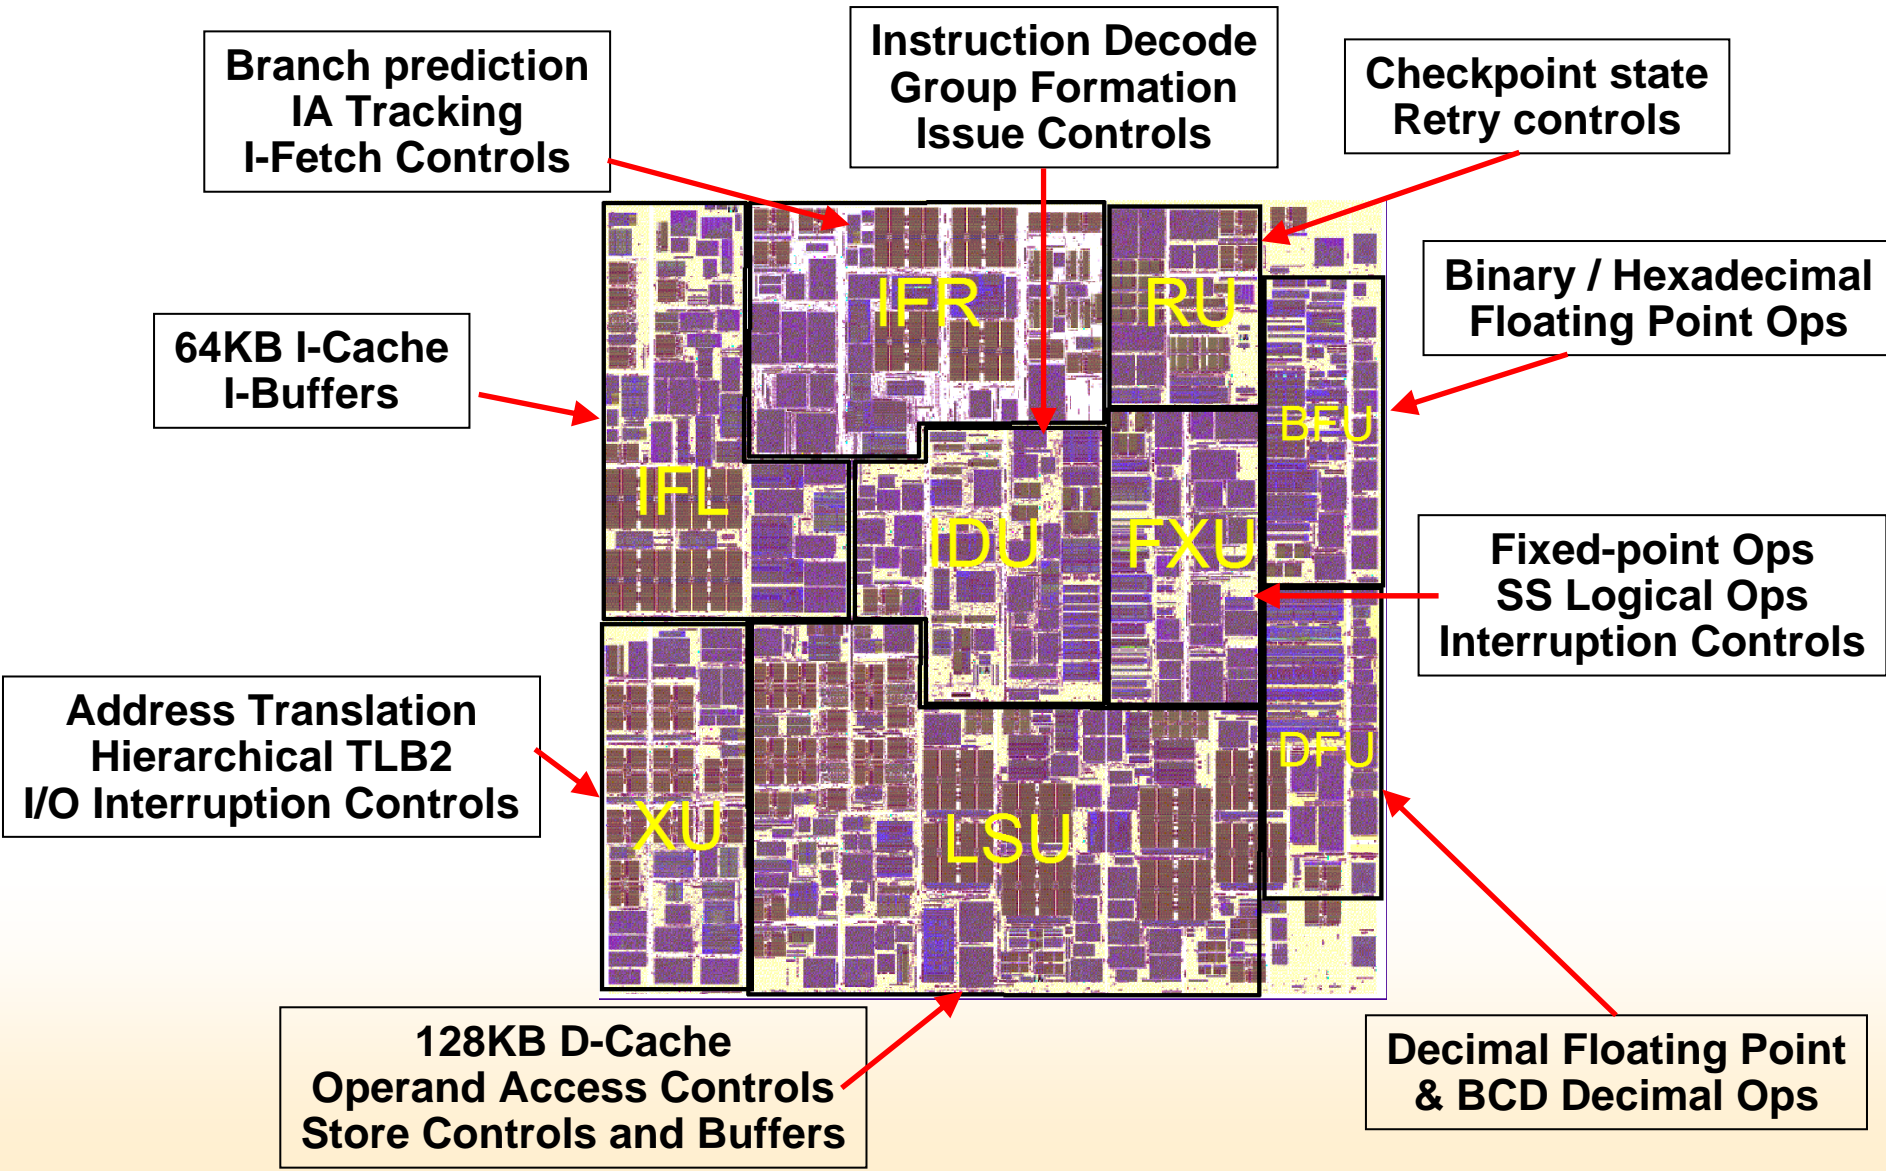 Branch prediction
IA Tracking
I-Fetch Controls
Instruction Decode
Group Formation
Issue Controls
Checkpoint state
Retry controls
Binary / Hexadecimal
Floating Point Ops
64KB I-Cache
I-Buffers
IFR
RU
BFU
IFL
IDU
FXU
Fixed-point Ops
SS Logical Ops
Interruption Controls
Address Translation
Hierarchical TLB2
I/O Interruption Controls
DFU
XU
LSU
128KB D-Cache
Operand Access Controls
Store Controls and Buffers
Decimal Floating Point
& BCD Decimal Ops